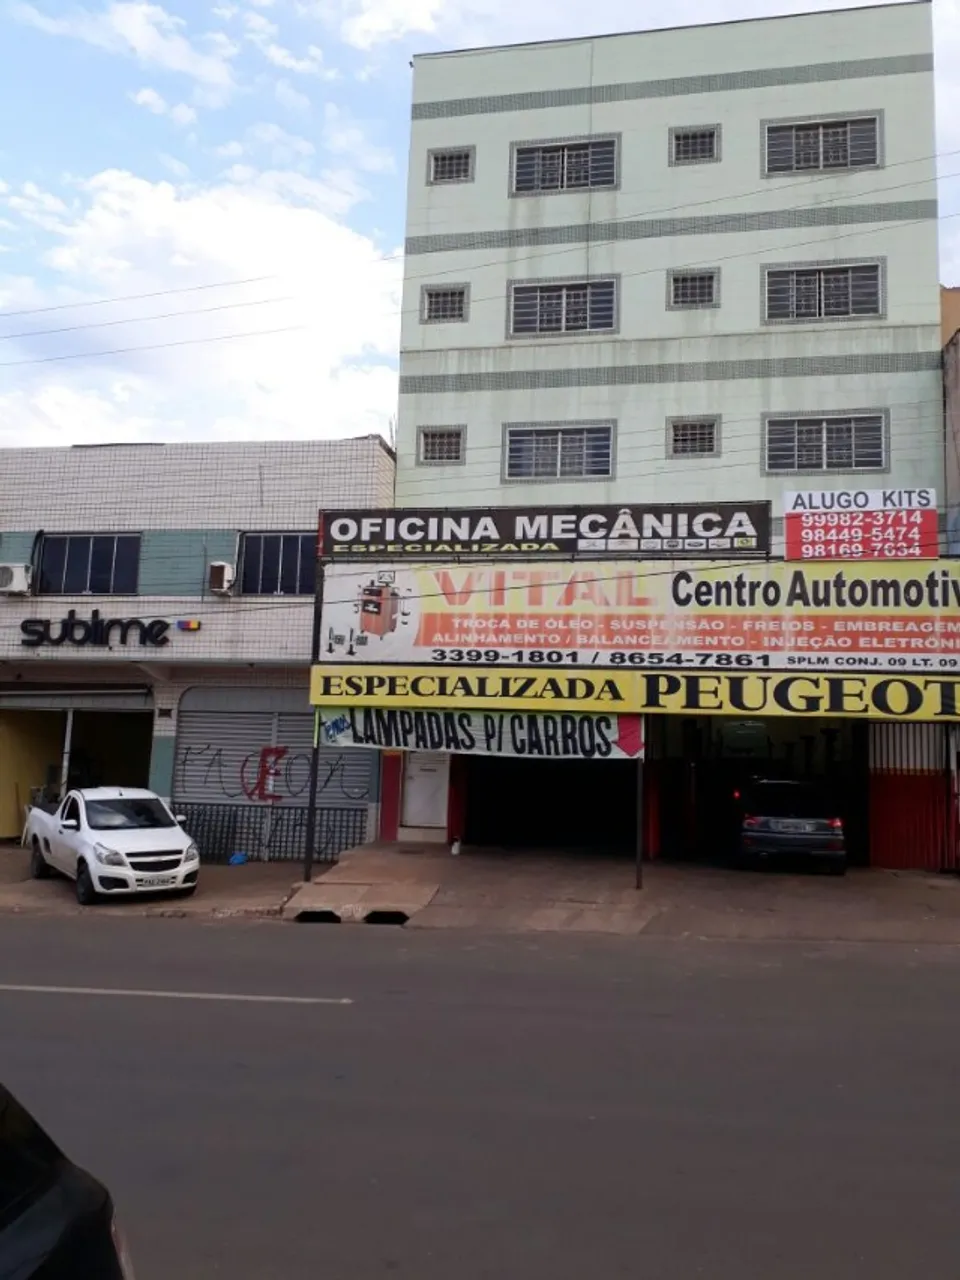 OFICINA MECÂNICA
ESPECIALIZADA
ALUGO KITS
99982-3714
98449-5474
98169-7634
VITAL Centro Automotiv
TROCA DE ÓLEO - SUSPENSÃO - FREIOS - EMBREAGEM
ALINHAMENTO / BALANCEAMENTO - INJEÇÃO ELETRÔNI
3399-1801 / 8654-7861 SPLM CONJ. 09 LT. 09
ESPECIALIZADA PEUGEOT
TEMOS LAMPADAS P/ CARROS
sublime